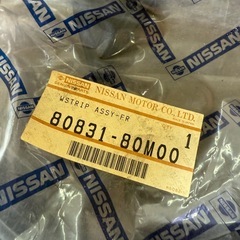 NISSAN
NISSAN MOTOR CO., LTD.
WSTRIP ASSY-FR
80831-80M00
1
NISSAN
NISSAN
NISSAN